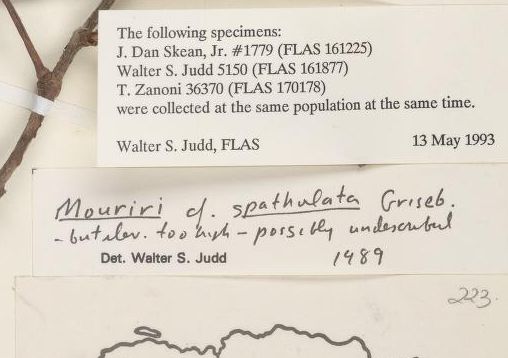 The following specimens:
J. Dan Skean, Jr. #1779 (FLAS 161225)
Walter S. Judd 5150 (FLAS 161877)
T. Zanoni 36370 (FLAS 170178)
were collected at the same population at the same time.
Walter S. Judd, FLAS 13 May 1993
Mouriri cf. spathulata Griseb.
- but elev. too high - possibly undescribed
Det. Walter S. Judd 1989
223.